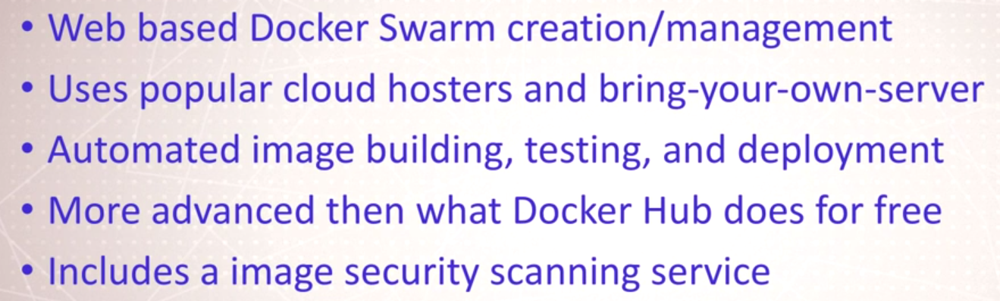 • Web based Docker Swarm creation/management
• Uses popular cloud hosters and bring-your-own-server
• Automated image building, testing, and deployment
• More advanced then what Docker Hub does for free
• Includes a image security scanning service